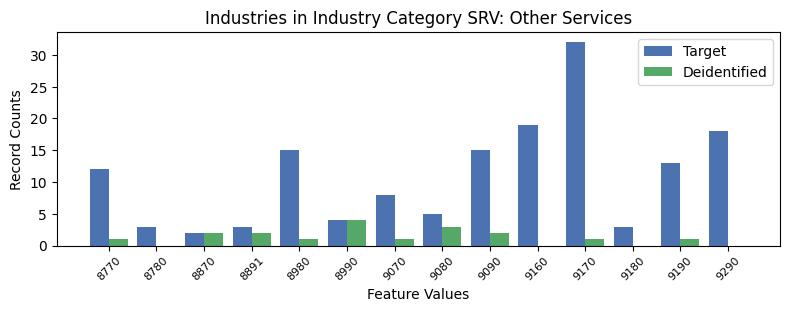 Industries in Industry Category SRV: Other Services
Target
Deidentified
Record Counts
30
25
20
15
10
5
0
8770 8780 8870 8891 8980 8990 9070 9080 9090 9160 9170 9180 9190 9290
Feature Values